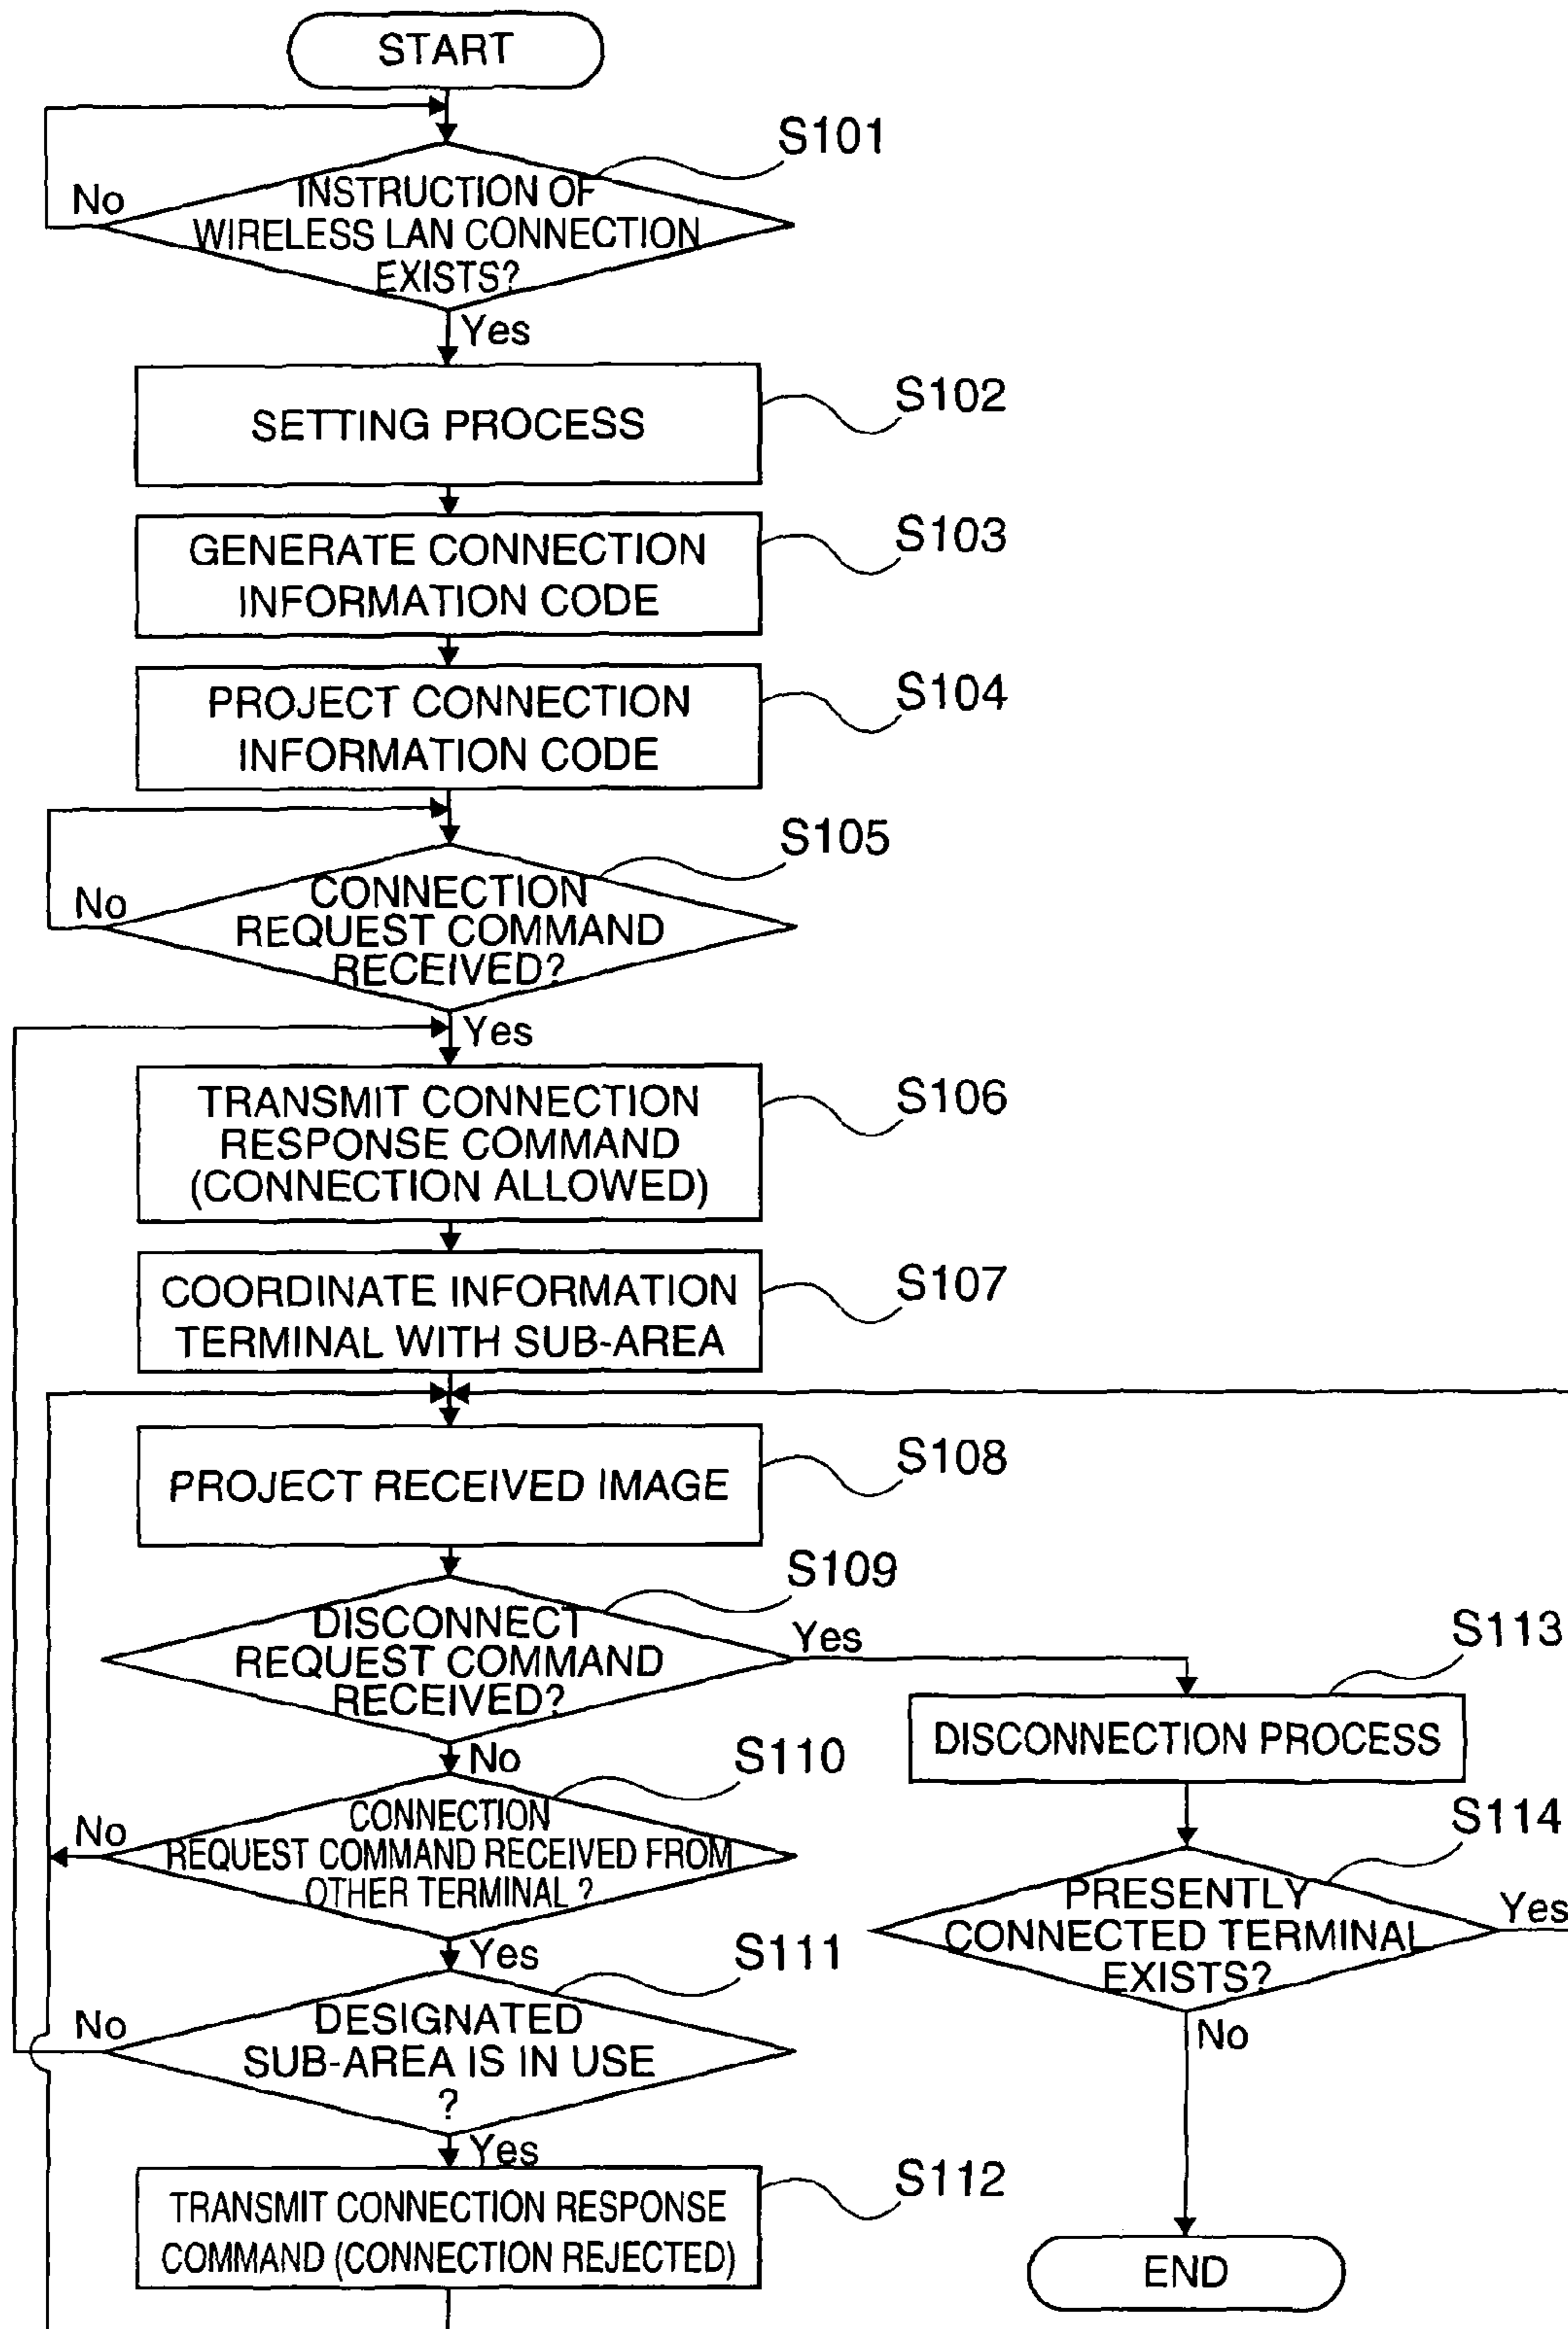 START
S101
No
INSTRUCTION OF
WIRELESS LAN CONNECTION
EXISTS?
Yes
SETTING PROCESS
S102
GENERATE CONNECTION
INFORMATION CODE
S103
PROJECT CONNECTION
INFORMATION CODE
S104
S105
No
CONNECTION
REQUEST COMMAND
RECEIVED?
Yes
TRANSMIT CONNECTION
RESPONSE COMMAND
(CONNECTION ALLOWED)
S106
COORDINATE INFORMATION
TERMINAL WITH SUB-AREA
S107
PROJECT RECEIVED IMAGE
S108
S109
DISCONNECT
REQUEST COMMAND
RECEIVED?
Yes
No
S110
No
CONNECTION
REQUEST COMMAND RECEIVED FROM
OTHER TERMINAL ?
Yes
S111
No
DESIGNATED
SUB-AREA IS IN USE
?
Yes
TRANSMIT CONNECTION RESPONSE
COMMAND (CONNECTION REJECTED)
S112
S113
DISCONNECTION PROCESS
S114
PRESENTLY
CONNECTED TERMINAL
EXISTS?
Yes
No
END